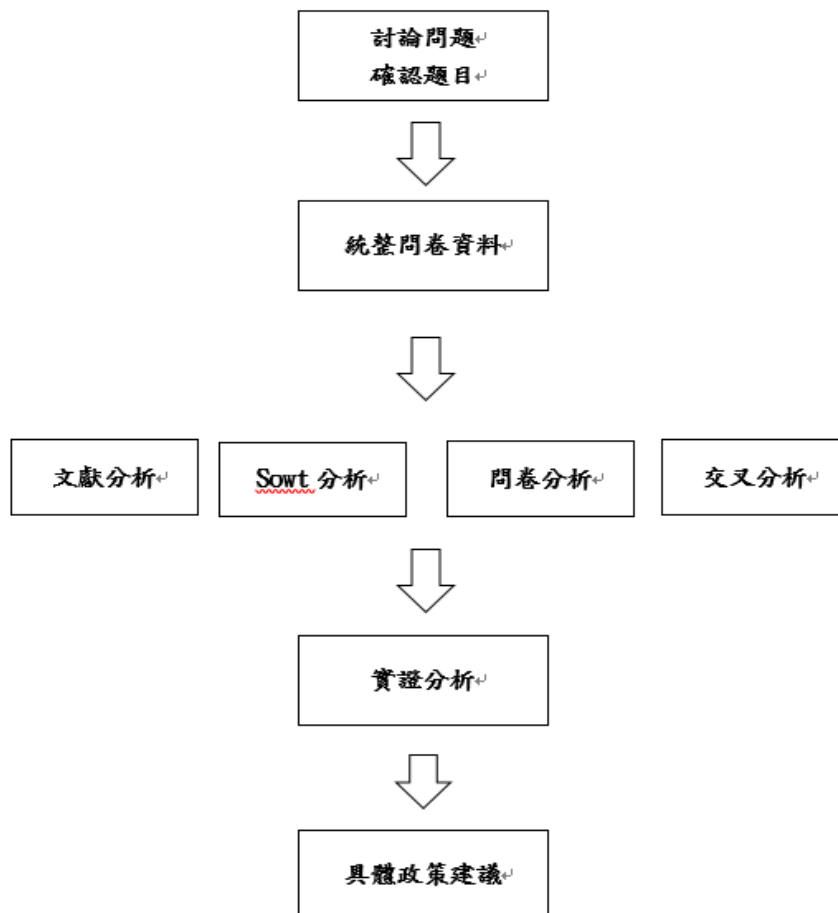 討論問題
確認題目
統整問卷資料
文獻分析
Sowt 分析
問卷分析
交叉分析
實證分析
具體政策建議